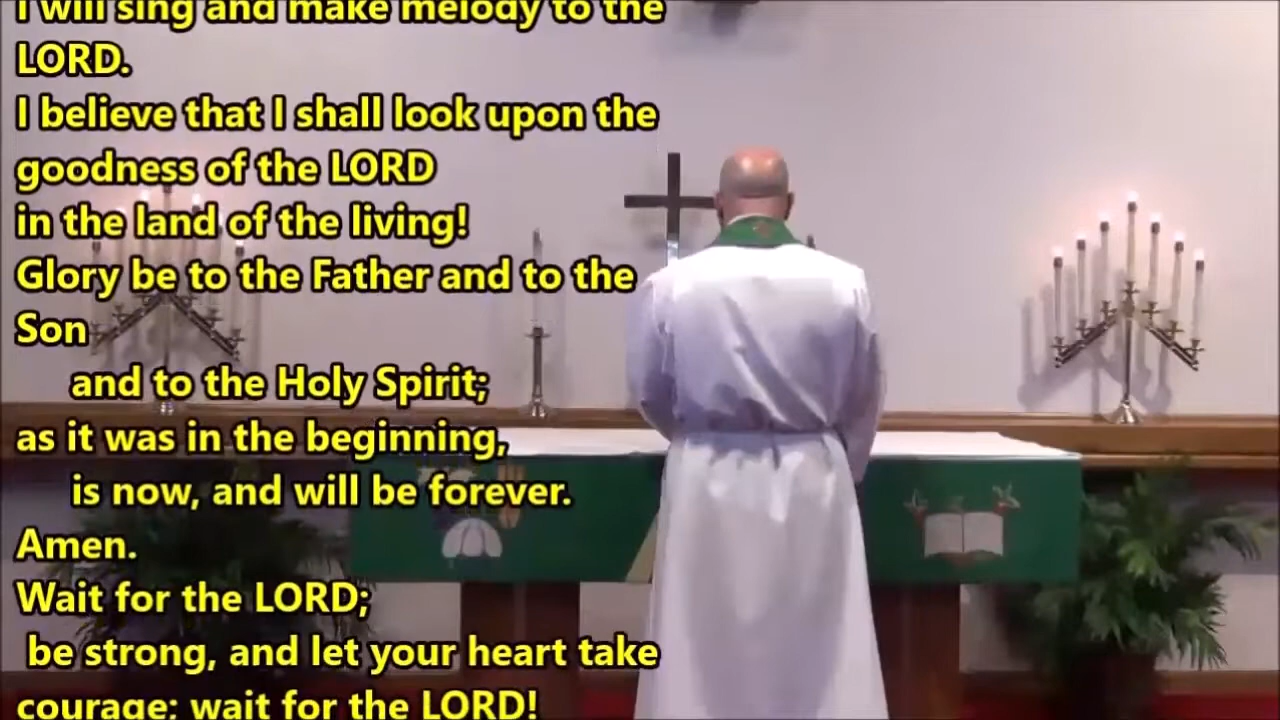 I will sing and make melody to the
LORD.
I believe that I shall look upon the
goodness of the LORD
in the land of the living!
Glory be to the Father and to the
Son
and to the Holy Spirit;
as it was in the beginning,
is now, and will be forever.
Amen.
Wait for the LORD;
be strong, and let your heart take
courage; wait for the LORD!